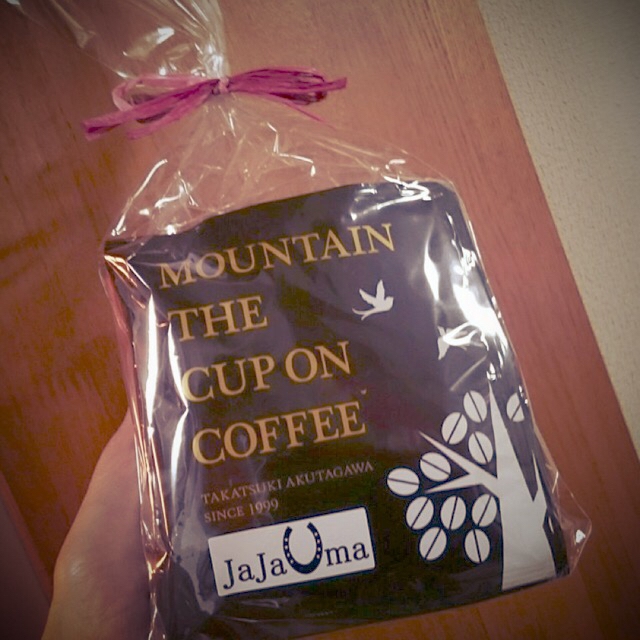 MOUNTAIN
THE
CUP ON
COFFEE
TAKATSUKI AKUTAGAWA
SINCE 1999
JaJaUma